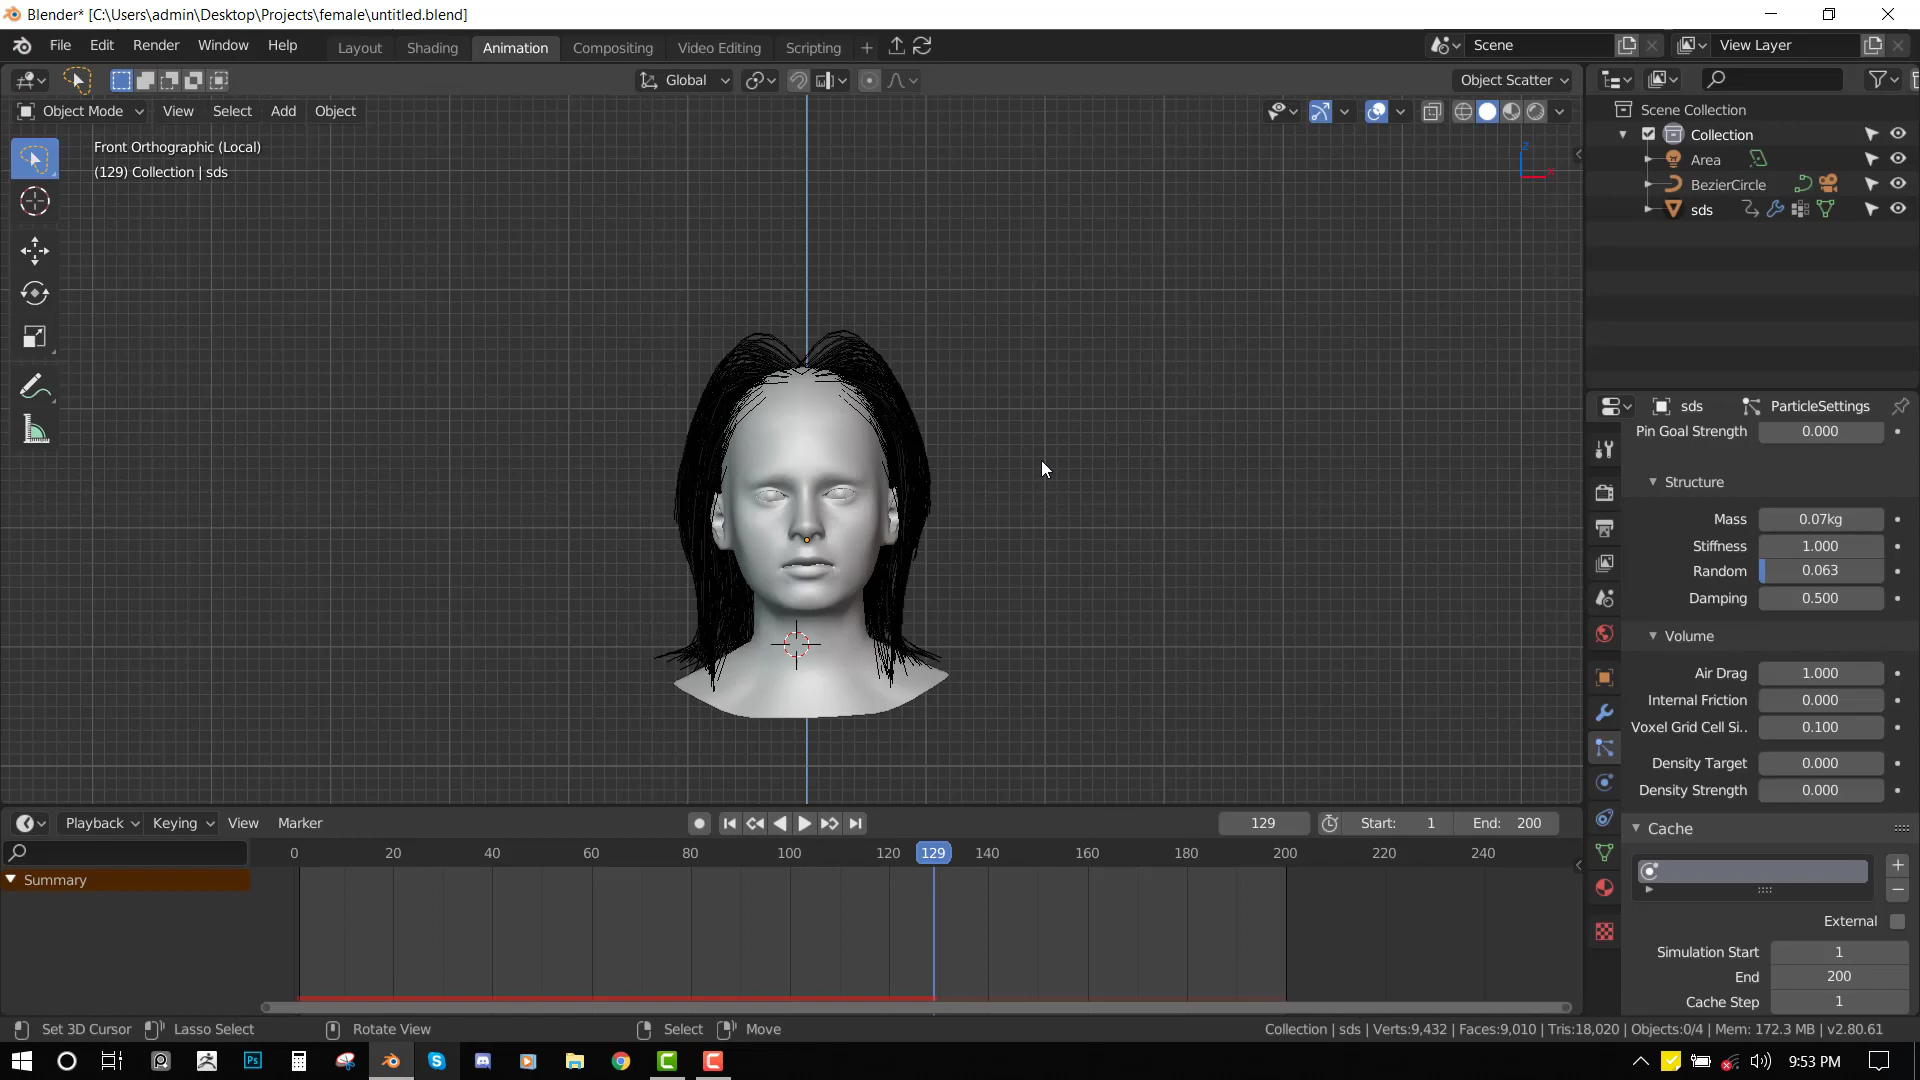 Blender* [C:\Users\admin\Desktop\Projects\female\untitled.blend]
File Edit Render Window Help Layout Shading Animation Compositing Video Editing Scripting + Scene View Layer
Global Object Scatter
Object Mode View Select Add Object
Front Orthographic (Local)
(129) Collection | sds
Z
X
Scene Collection
Collection
Area
BezierCircle
sds
sds ParticleSettings
Pin Goal Strength 0.000
Structure
Mass 0.07kg
Stiffness 1.000
Random 0.063
Damping 0.500
Volume
Air Drag 1.000
Internal Friction 0.000
Voxel Grid Cell Si.. 0.100
Density Target 0.000
Density Strength 0.000
Cache
External
Simulation Start 1
End 200
Cache Step 1
Playback Keying View Marker 129 Start: 1 End: 200
0 20 40 60 80 100 120 129 140 160 180 200 220 240
Summary
Set 3D Cursor Lasso Select Rotate View Select Move Collection | sds | Verts:9,432 | Faces:9,010 | Tris:18,020 | Objects:0/4 | Mem: 172.3 MB | v2.80.61
Ps 9:53 PM